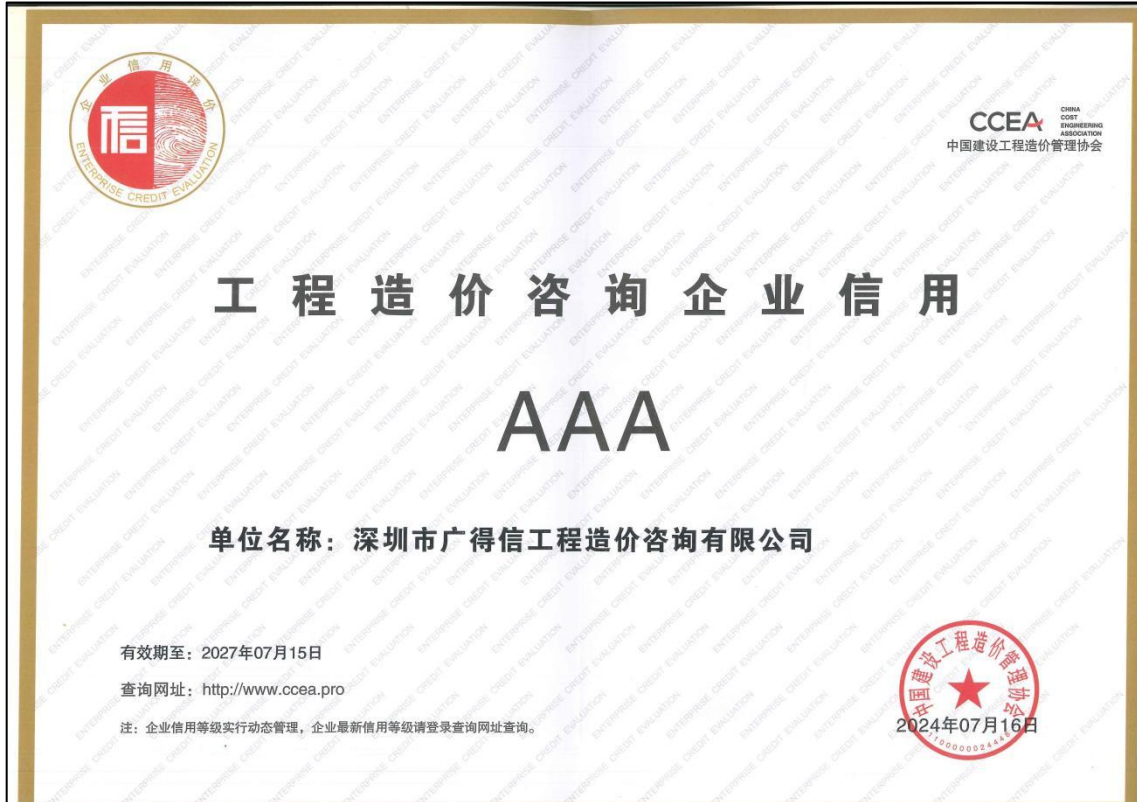 企业信用评价
信
ENTERPRISE CREDIT EVALUATION
CCEA
CHINA
COST
ENGINEERING
ASSOCIATION
中国建设工程造价管理协会
工程造价咨询企业信用
AAA
单位名称：深圳市广得信工程造价咨询有限公司
有效期至：2027年07月15日
查询网址：http://www.ccea.pro
注：企业信用等级实行动态管理，企业最新信用等级请登录查询网址查询。
中国建设工程造价管理协会
2024年07月16日